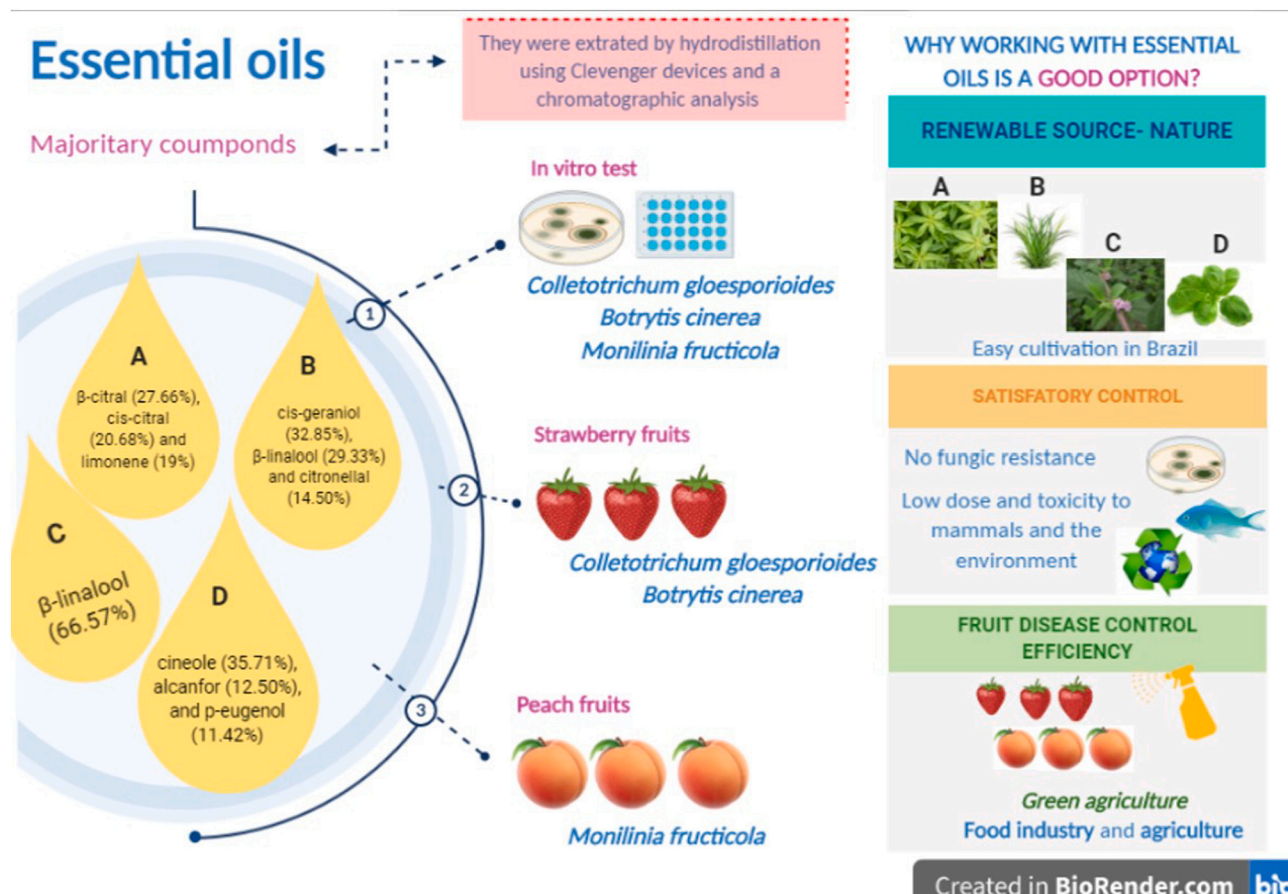 Essential oils
Majoritary coumponds
They were extrated by hydrodistillation
using Clevenger devices and a
chromatographic analysis
A
β-citral (27.66%),
cis-citral
(20.68%) and
limonene (19%)
B
cis-geraniol
(32.85%),
β-linalool (29.33%)
and citronellal
(14.50%)
C
β-linalool
(66.57%)
D
cineole (35.71%),
alcanfor (12.50%),
and p-eugenol
(11.42%)
1
In vitro test
Colletotrichum gloesporioides
Botrytis cinerea
Monilinia fructicola
2
Strawberry fruits
Colletotrichum gloesporioides
Botrytis cinerea
3
Peach fruits
Monilinia fructicola
WHY WORKING WITH ESSENTIAL
OILS IS A GOOD OPTION?
RENEWABLE SOURCE- NATURE
A
B
C
D
Easy cultivation in Brazil
SATISFATORY CONTROL
No fungic resistance
Low dose and toxicity to
mammals and the
environment
FRUIT DISEASE CONTROL
EFFICIENCY
Green agriculture
Food industry and agriculture
Created in BioRender.com bio